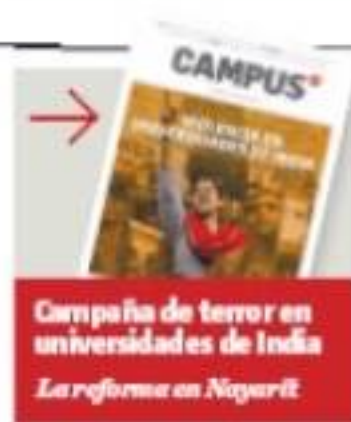 CAMPUS
Campaña de terror en
universidades de India
La reforma en Nayarit